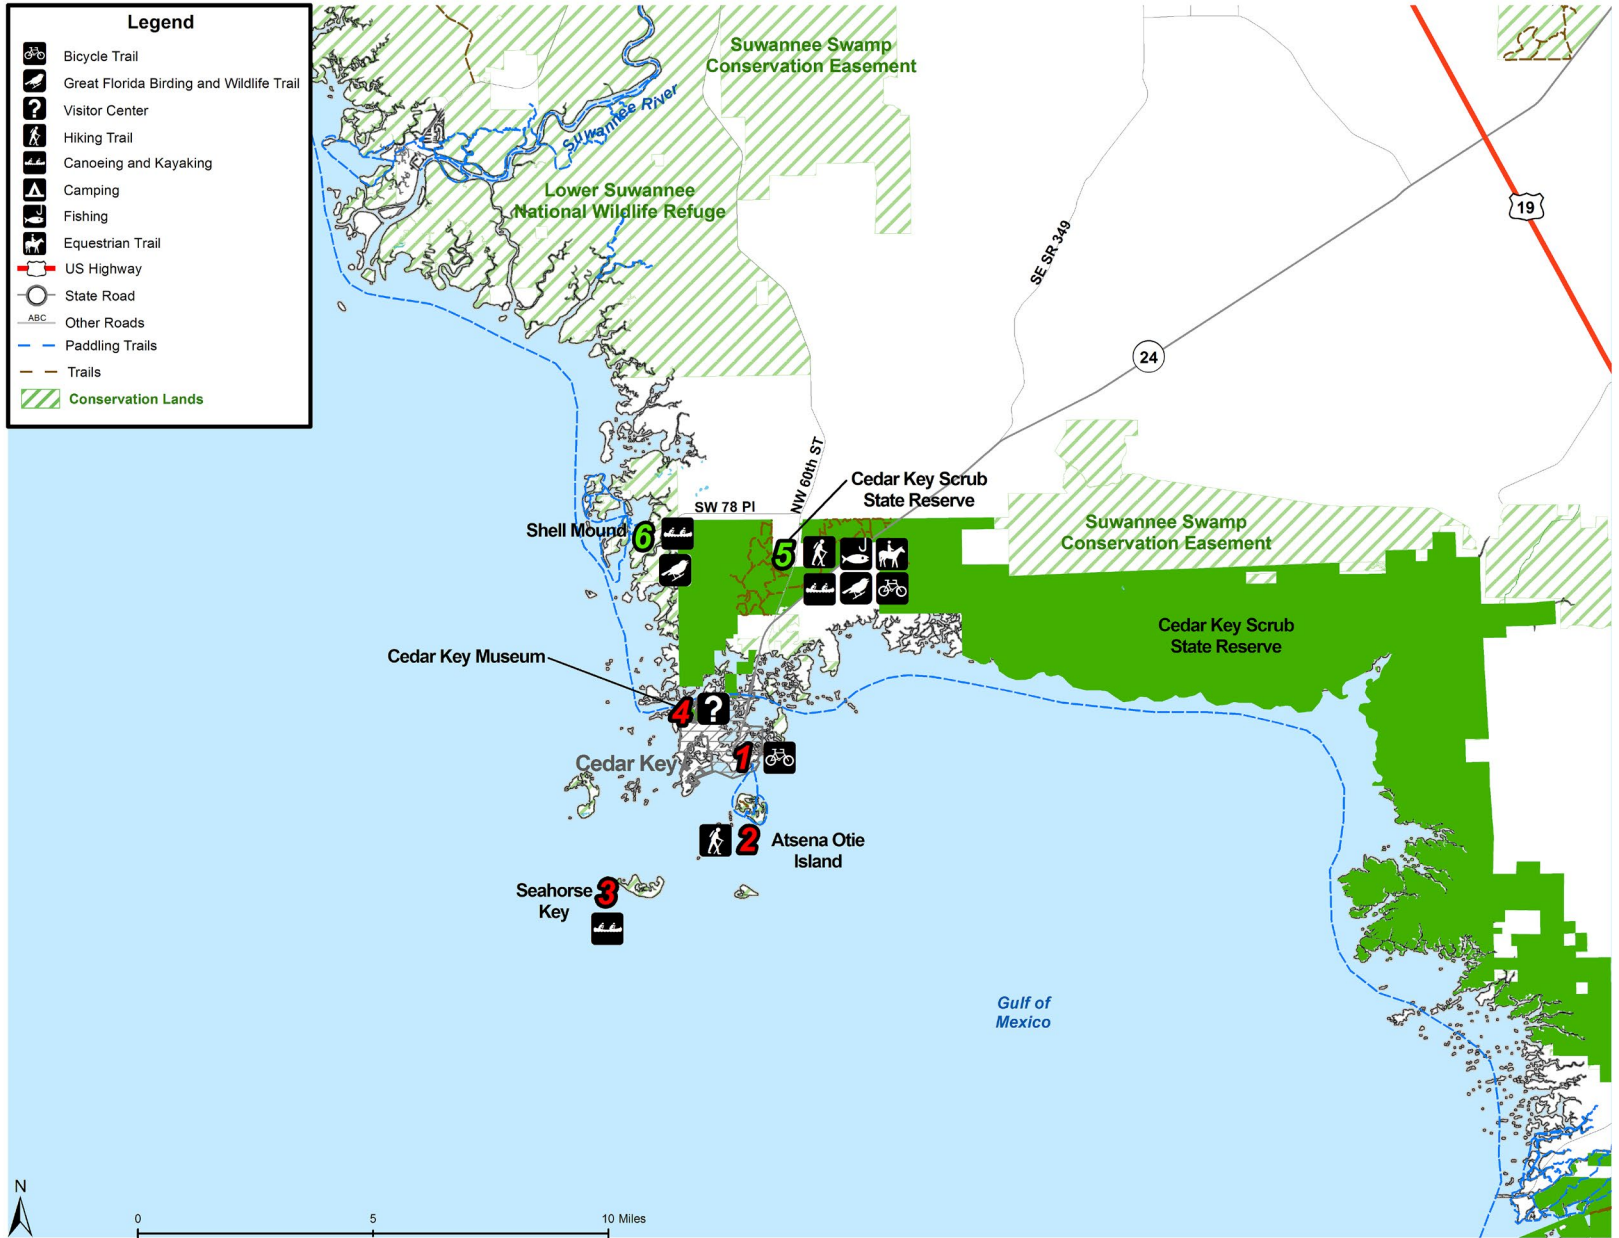 Legend
Bicycle Trail
Great Florida Birding and Wildlife Trail
?
Visitor Center
Hiking Trail
Canoeing and Kayaking
Camping
Fishing
Equestrian Trail
US Highway
State Road
ABC
Other Roads
Paddling Trails
Trails
Conservation Lands
Suwannee Swamp
Conservation Easement
Suwannee River
Lower Suwannee
National Wildlife Refuge
19
SE SR 349
24
NW 60th ST
Cedar Key Scrub
State Reserve
SW 78 Pl
Shell Mound
6
5
Suwannee Swamp
Conservation Easement
Cedar Key Scrub
State Reserve
Cedar Key Museum
4
?
Cedar Key
1
2
Atsena Otie
Island
Seahorse
Key
3
Gulf of
Mexico
N
0
5
10 Miles